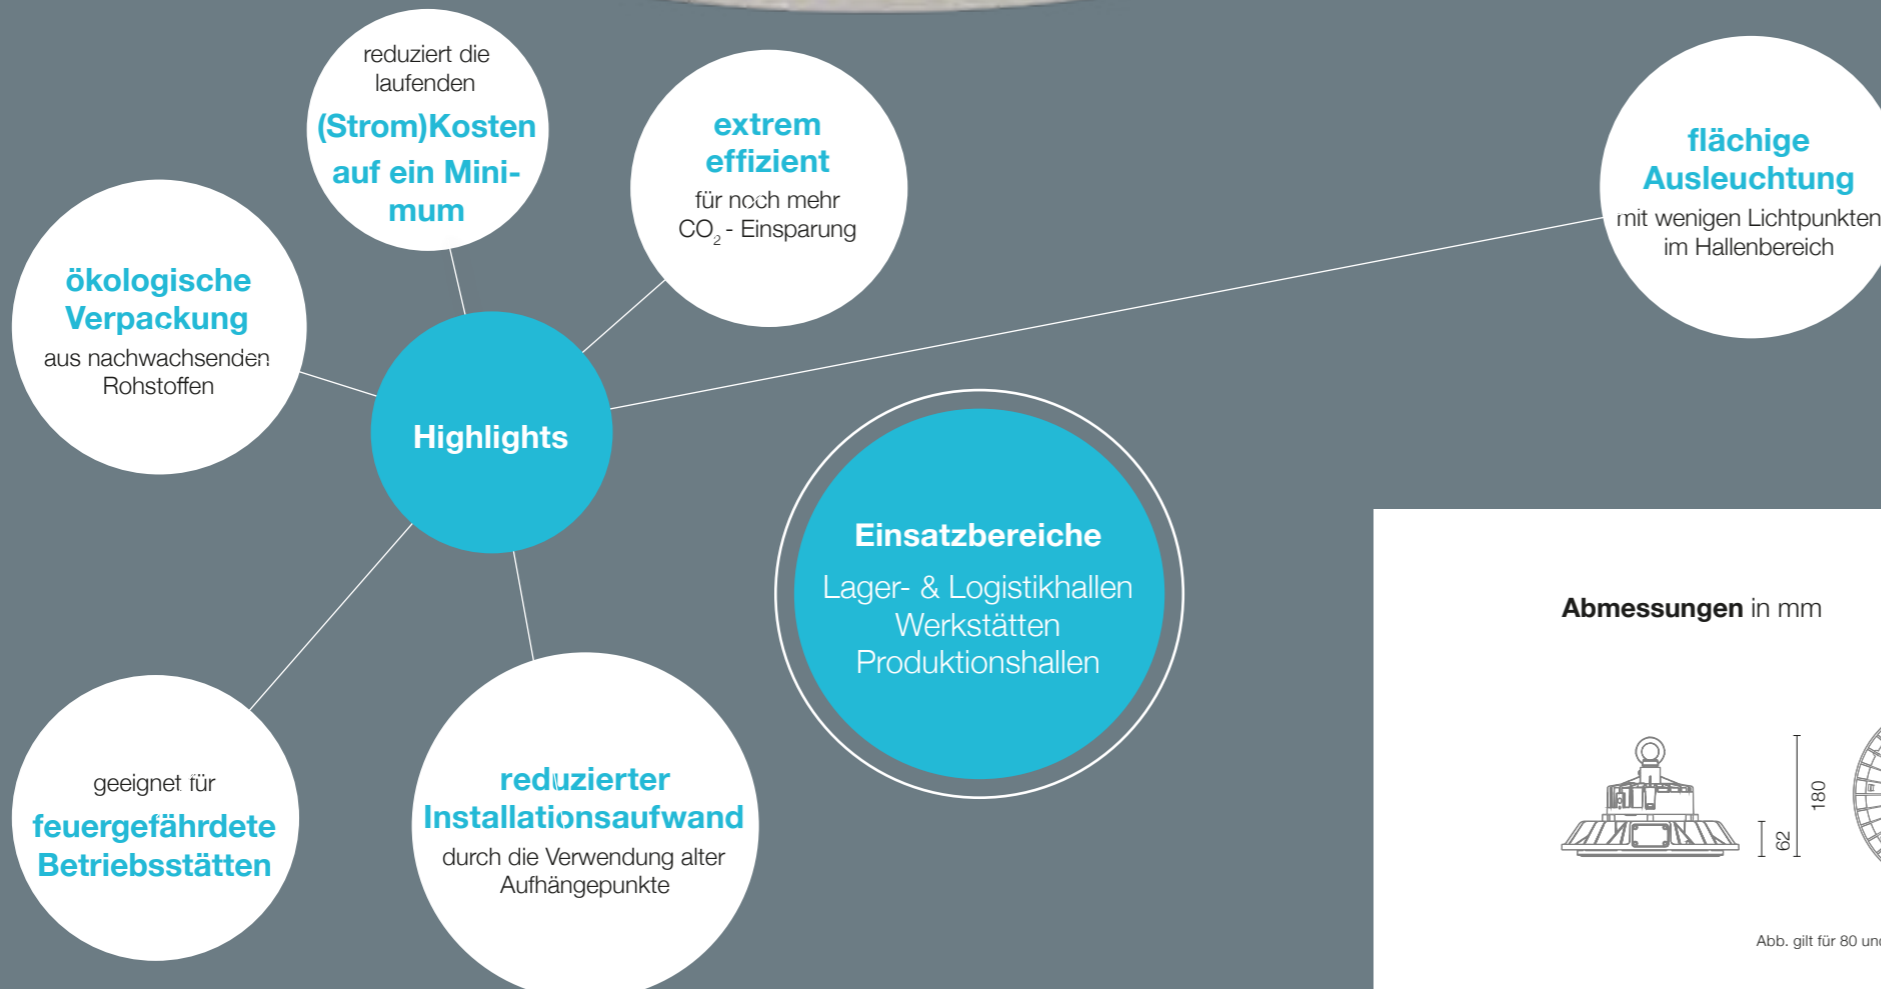 reduziert die
laufenden
(Strom)Kosten
auf ein Mini-
mum
extrem
effizient
für noch mehr
CO₂ - Einsparung
flächige
Ausleuchtung
mit wenigen Lichtpunkten
im Hallenbereich
ökologische
Verpackung
aus nachwachsenden
Rohstoffen
Highlights
Einsatzbereiche
Lager- & Logistikhallen
Werkstätten
Produktionshallen
geeignet für
feuergefährdete
Betriebsstätten
reduzierter
Installationsaufwand
durch die Verwendung alter
Aufhängepunkte
Abmessungen in mm
180
62
Abb. gilt für 80 und